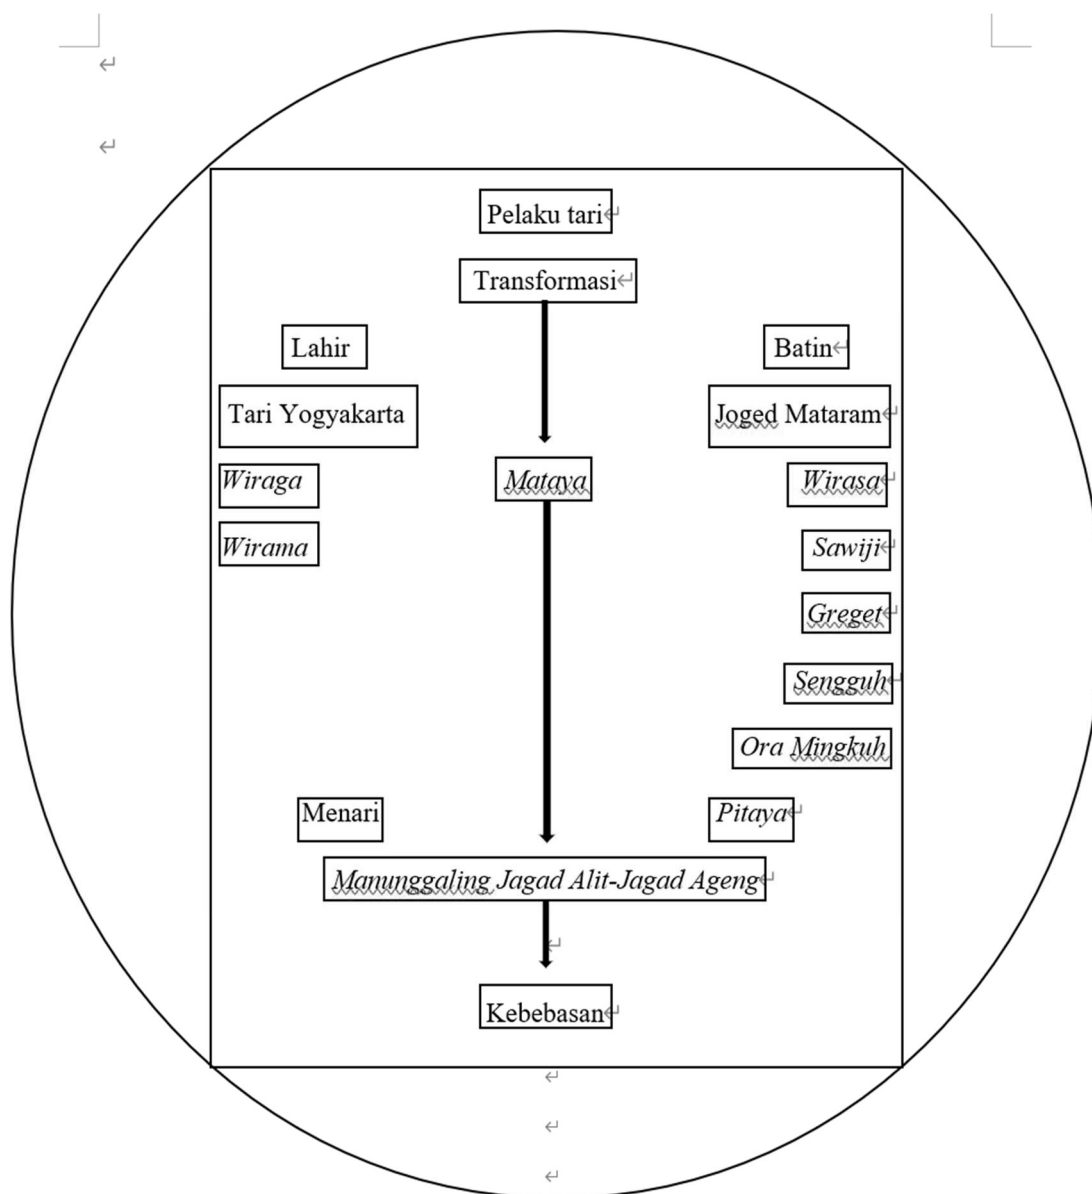 Pelaku tari
Transformasi
Lahir
Batin
Tari Yogyakarta
Joged Mataram
Wiraga
Mataya
Wirasa
Wirama
Sawiji
Greget
Sengguh
Ora Mingkuh
Menari
Pitaya
Manunggaling Jagad Alit-Jagad Ageng
Kebebasan